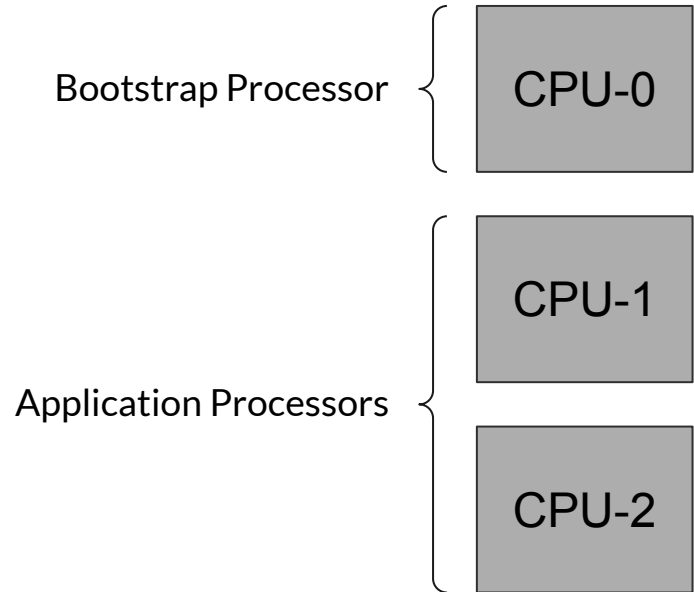 Bootstrap Processor
CPU-0
CPU-1
Application Processors
CPU-2